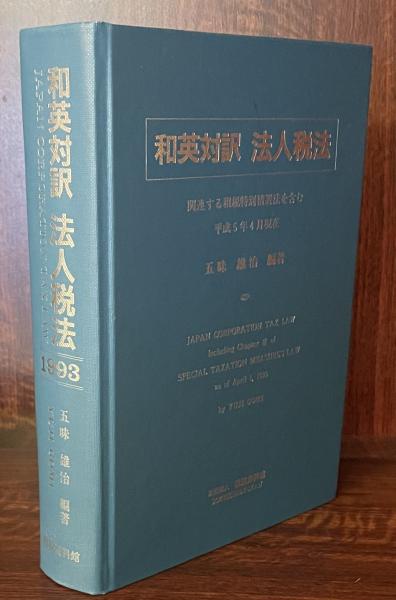 和英対訳 法人税法
JAPAN CORPORATION TAX LAW
1993
五味 雄治 編著
YUJI GOMI
和英対訳 法人税法
関連する租税特別措置法を含む
平成5年4月現在
五味 雄治 編著
JAPAN CORPORATION TAX LAW
Including Chapter III of
SPECIAL TAXATION MEASURES LAW
as of April 1, 1993
by YUJI GOMI